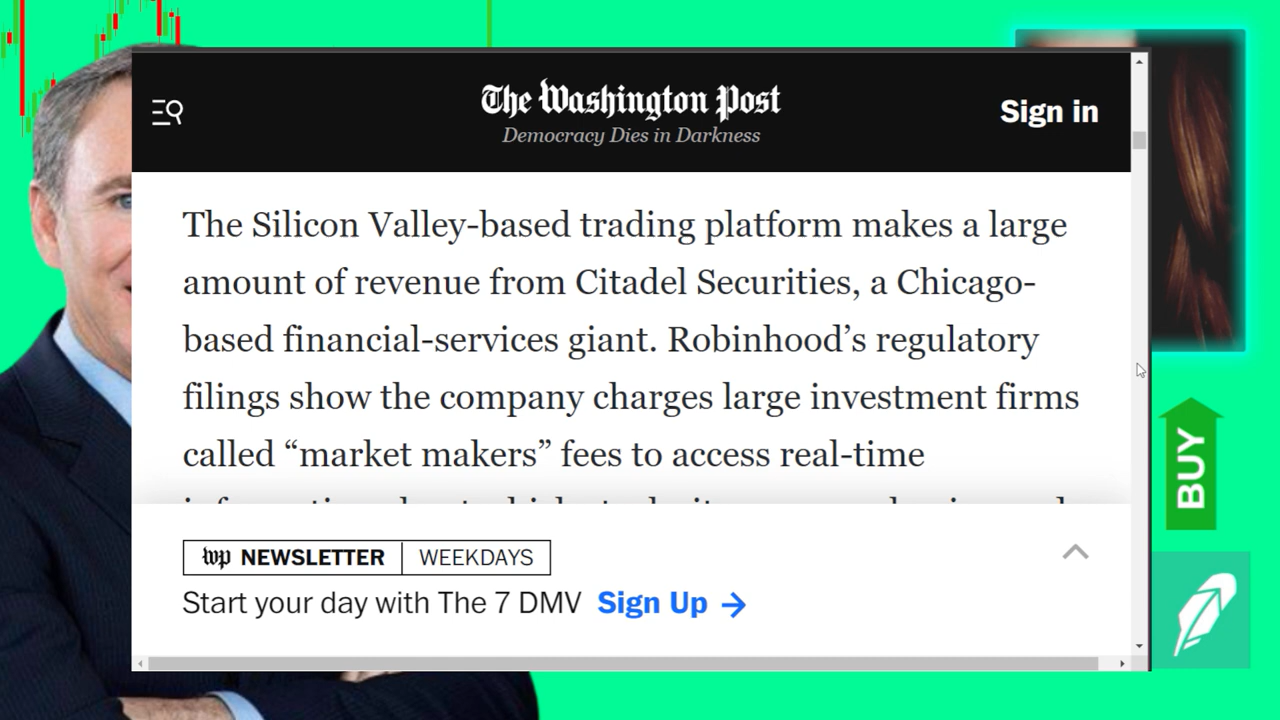 The Washington Post
Democracy Dies in Darkness
Sign in
The Silicon Valley-based trading platform makes a large
amount of revenue from Citadel Securities, a Chicago-
based financial-services giant. Robinhood’s regulatory
filings show the company charges large investment firms
called “market makers” fees to access real-time
BUY
wp NEWSLETTER WEEKDAYS
Start your day with The 7 DMV Sign Up →